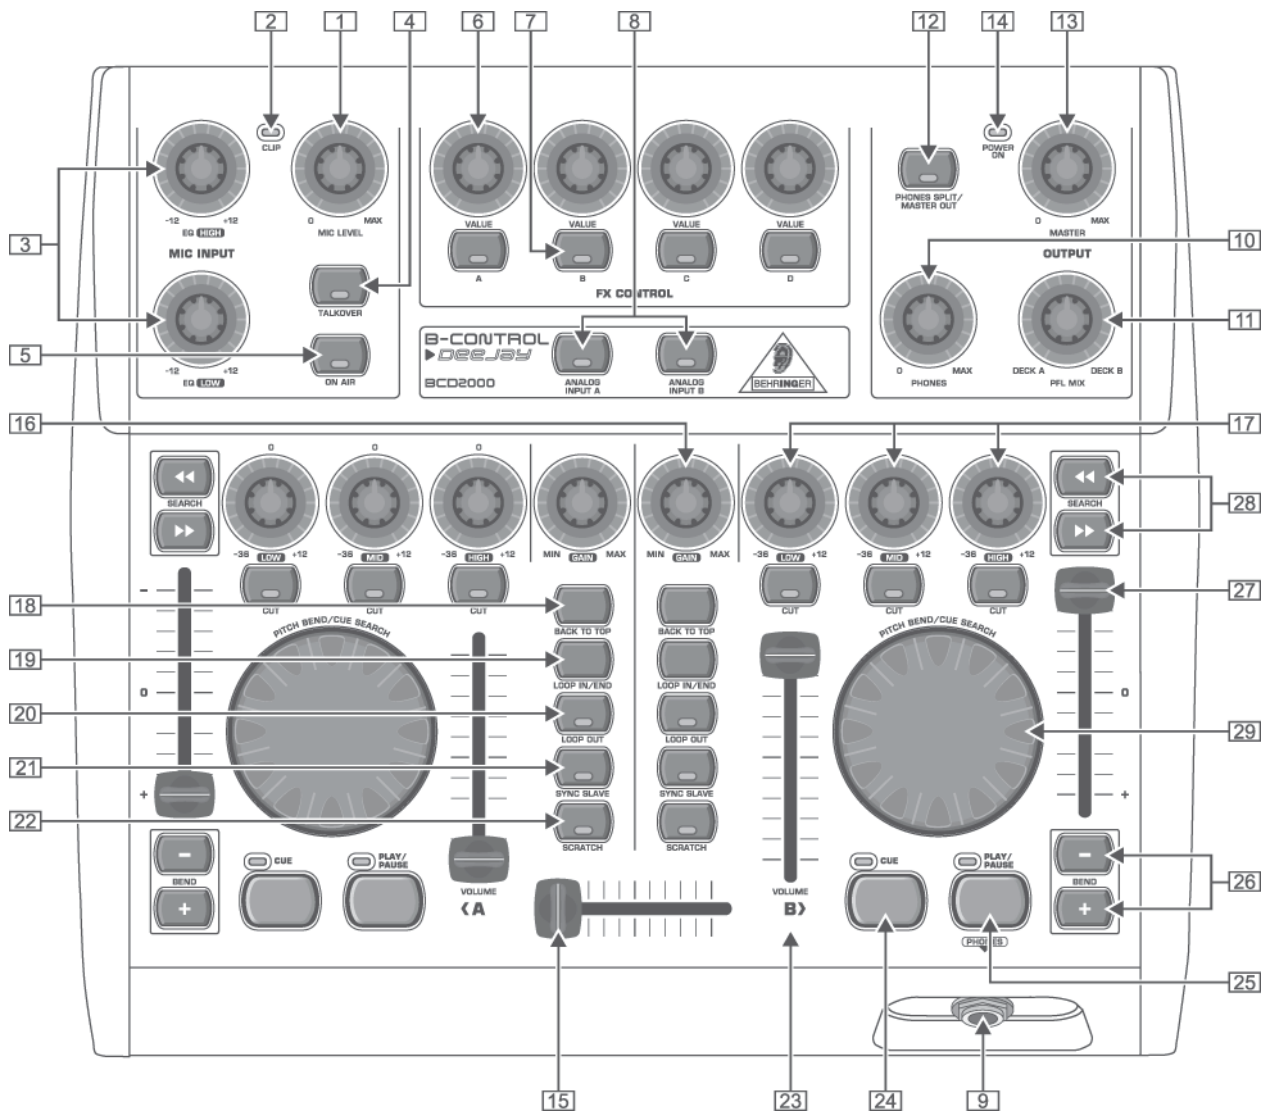 2
1
4
6
7
8
12
14
13
CLIP
POWER
ON
PHONES SPLIT/
MASTER OUT
-12 +12
EQ HIGH
0 MAX
MIC LEVEL
VALUE
VALUE
VALUE
VALUE
0 MAX
MASTER
3
MIC INPUT
A
B
C
D
FX CONTROL
OUTPUT
10
TALKOVER
11
5
-12 +12
EQ LOW
ON AIR
B-CONTROL
DEEJAY
BCD2000
ANALOG
INPUT A
ANALOG
INPUT B
BEHRINGER
0 MAX
PHONES
DECK A DECK B
PFL MIX
16
17
0
0
0
SEARCH
SEARCH
28
-36 LOW +12
-36 MID +12
-36 HIGH +12
MIN GAIN MAX
MIN GAIN MAX
-36 LOW +12
-36 MID +12
-36 HIGH +12
CUT
CUT
CUT
CUT
CUT
CUT
27
18
BACK TO TOP
BACK TO TOP
PITCH BEND/CUE SEARCH
PITCH BEND/CUE SEARCH
19
LOOP IN/END
LOOP IN/END
-
0
+
0
+
20
LOOP OUT
LOOP OUT
29
21
SYNC SLAVE
SYNC SLAVE
22
SCRATCH
SCRATCH
-
BEND
+
CUE
PLAY/
PAUSE
VOLUME
<A
VOLUME
B>
CUE
PLAY/
PAUSE
-
BEND
+
26
PHONES
25
15
23
24
9